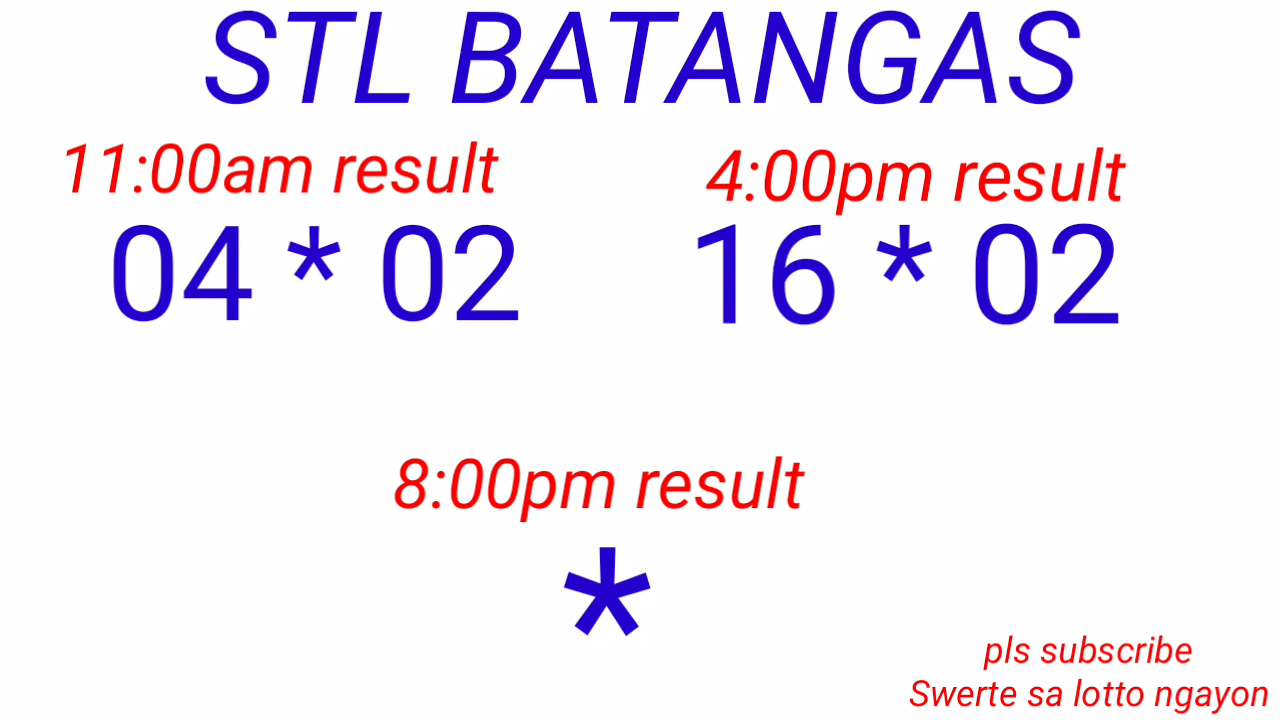 STL BATANGAS
11:00am result
04 * 02
4:00pm result
16 * 02
8:00pm result
*
pls subscribe
Swerte sa lotto ngayon